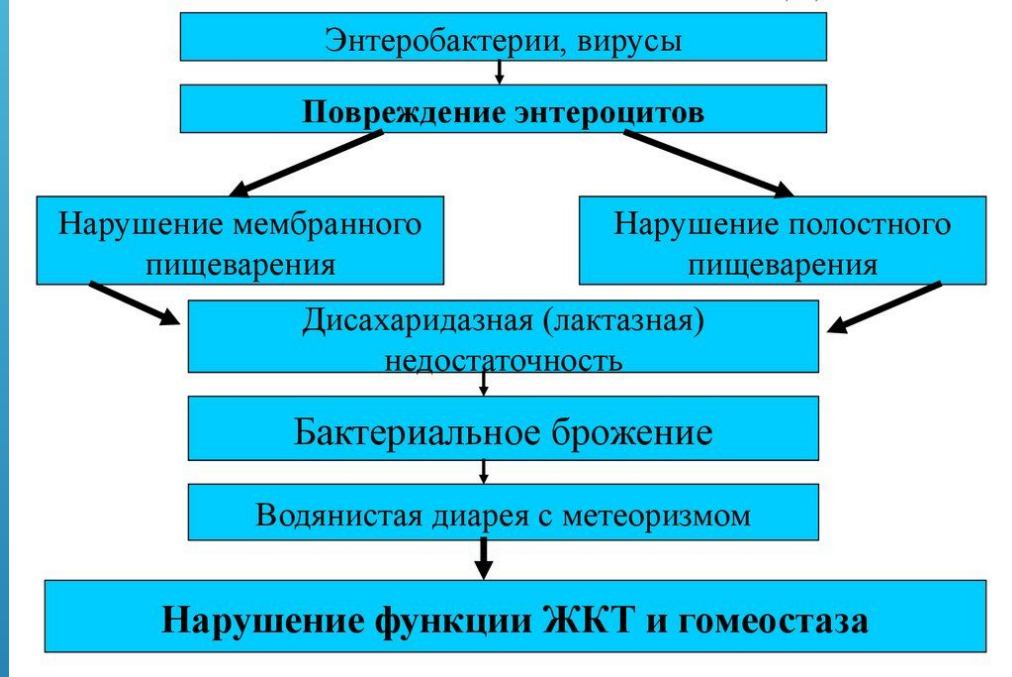 Энтеробактерии, вирусы
Повреждение энтероцитов
Нарушение мембранного
пищеварения
Нарушение полостного
пищеварения
Дисахаридазная (лактазная)
недостаточность
Бактериальное брожение
Водянистая диарея с метеоризмом
Нарушение функции ЖКТ и гомеостаза